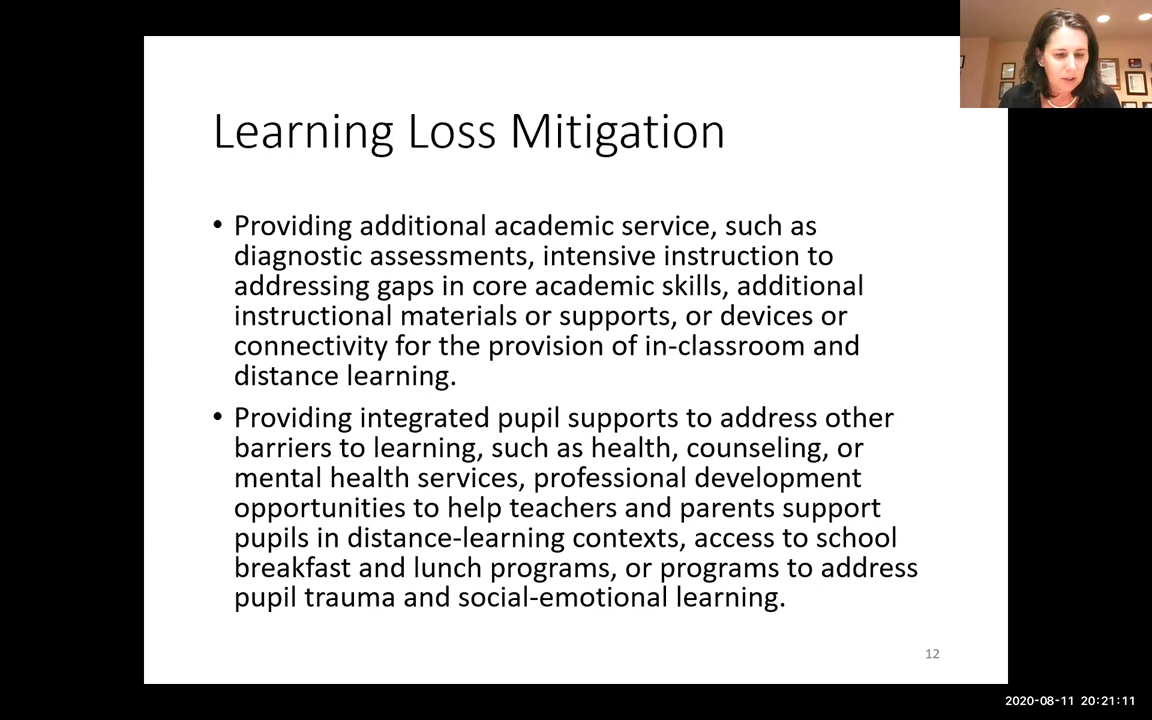 Learning Loss Mitigation
• Providing additional academic service, such as
diagnostic assessments, intensive instruction to
addressing gaps in core academic skills, additional
instructional materials or supports, or devices or
connectivity for the provision of in-classroom and
distance learning.
• Providing integrated pupil supports to address other
barriers to learning, such as health, counseling, or
mental health services, professional development
opportunities to help teachers and parents support
pupils in distance-learning contexts, access to school
breakfast and lunch programs, or programs to address
pupil trauma and social-emotional learning.
12
2020-08-11 20:21:11